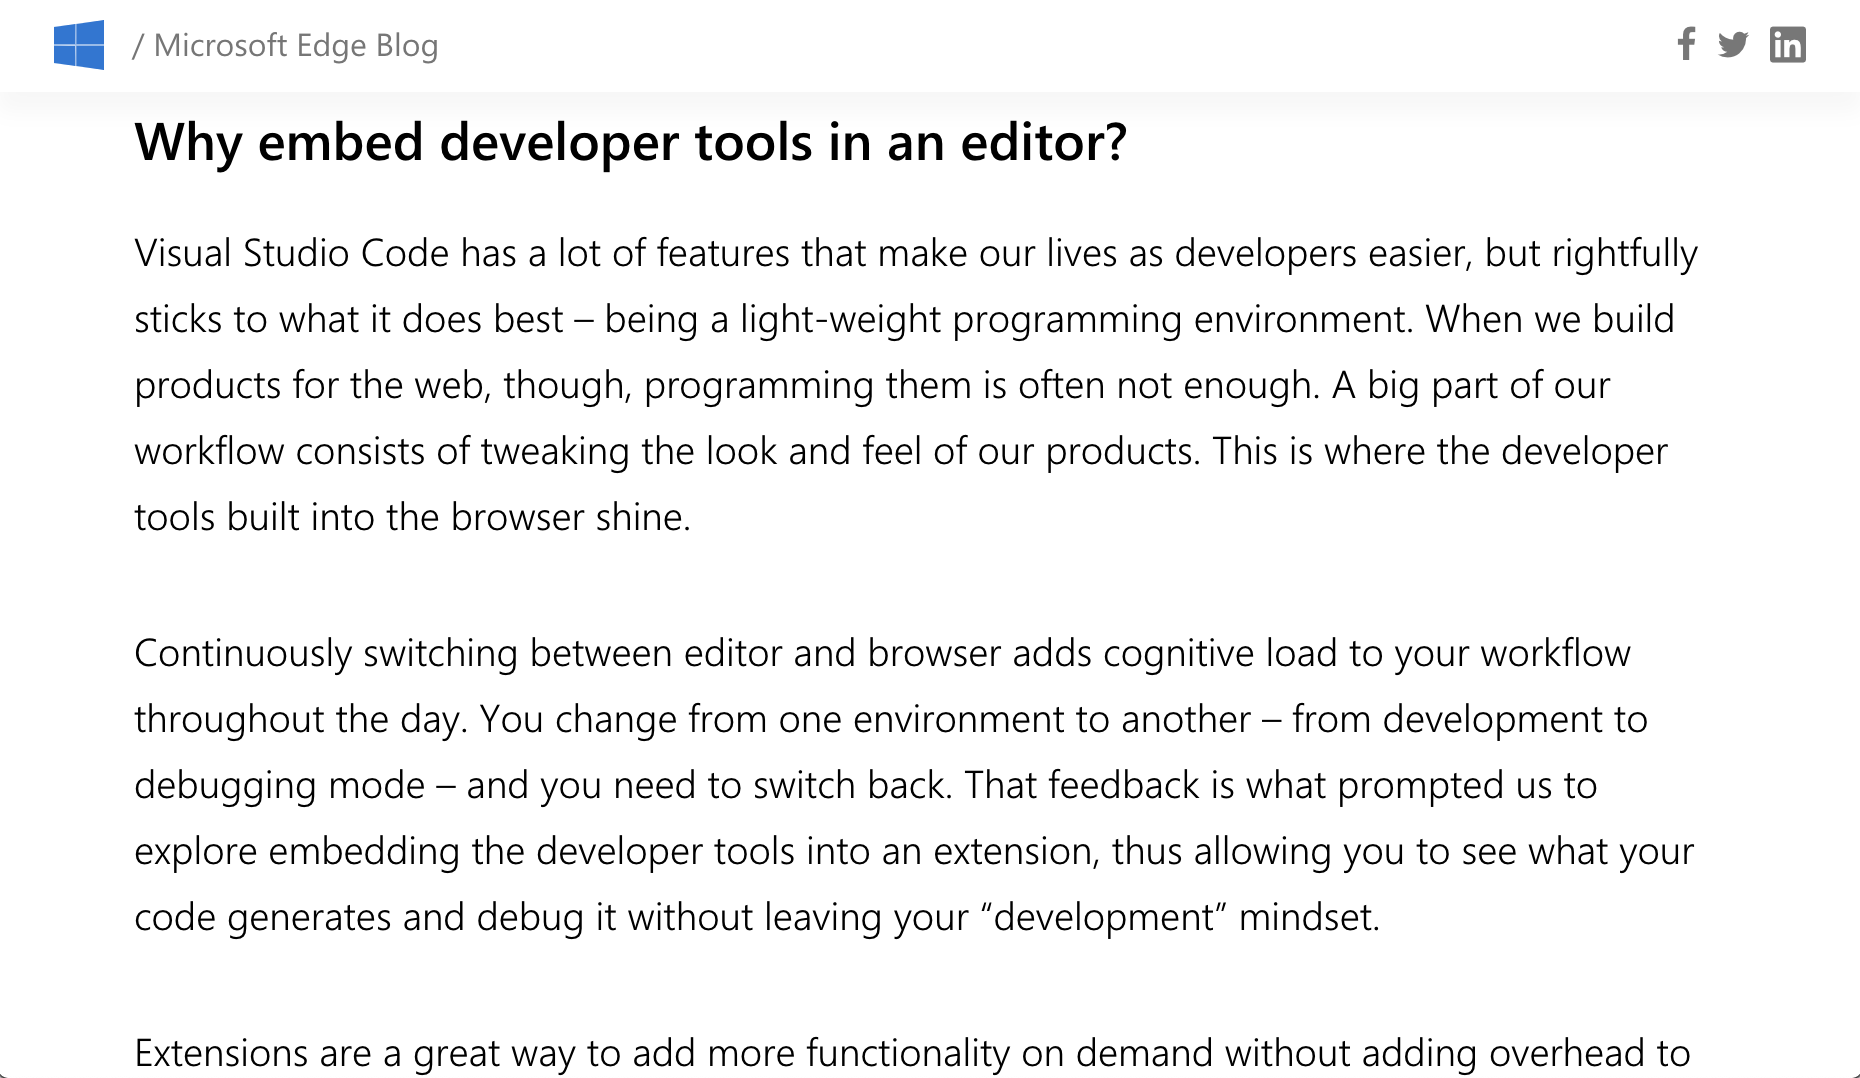 / Microsoft Edge Blog
Why embed developer tools in an editor?
Visual Studio Code has a lot of features that make our lives as developers easier, but rightfully
sticks to what it does best – being a light-weight programming environment. When we build
products for the web, though, programming them is often not enough. A big part of our
workflow consists of tweaking the look and feel of our products. This is where the developer
tools built into the browser shine.
Continuously switching between editor and browser adds cognitive load to your workflow
throughout the day. You change from one environment to another – from development to
debugging mode – and you need to switch back. That feedback is what prompted us to
explore embedding the developer tools into an extension, thus allowing you to see what your
code generates and debug it without leaving your “development” mindset.
Extensions are a great way to add more functionality on demand without adding overhead to